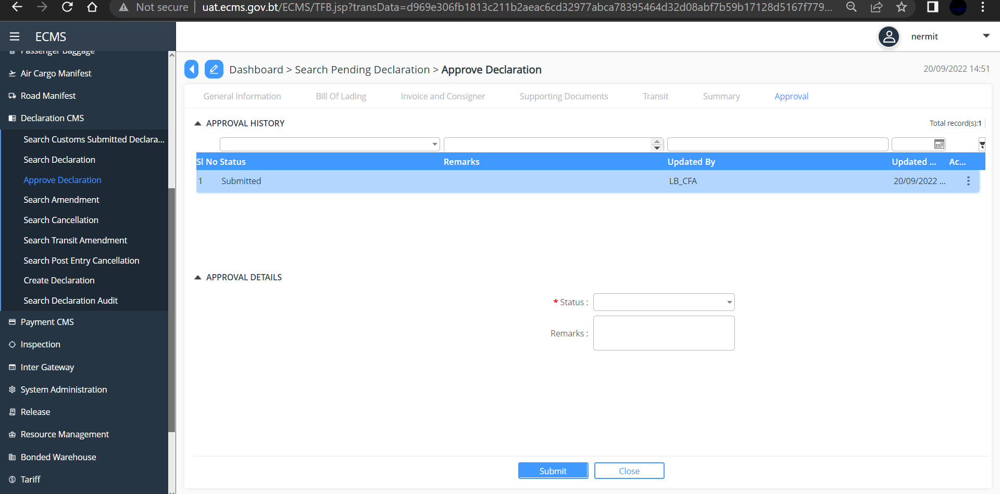 Not secure | uat.ecms.gov.bt/ECMS/TFB.jsp?transData=d969e306fb1813c211b2aeac6cd32977abca78395464d32d08abf7b59b17128d5167f779...
ECMS
nermit
Passenger Baggage
Air Cargo Manifest
Road Manifest
Declaration CMS
Search Customs Submitted Declara...
Search Declaration
Approve Declaration
Search Amendment
Search Cancellation
Search Transit Amendment
Search Post Entry Cancellation
Create Declaration
Search Declaration Audit
Payment CMS
Inspection
Inter Gateway
System Administration
Release
Resource Management
Bonded Warehouse
Tariff
Dashboard > Search Pending Declaration > Approve Declaration
20/09/2022 14:51
General Information Bill Of Lading Invoice and Consigner Supporting Documents Transit Summary Approval
APPROVAL HISTORY
Total record(s):1
Sl No Status Remarks Updated By Updated ... Ac...
1 Submitted LB_CFA 20/09/2022 ...
APPROVAL DETAILS
* Status :
Remarks :
Submit Close